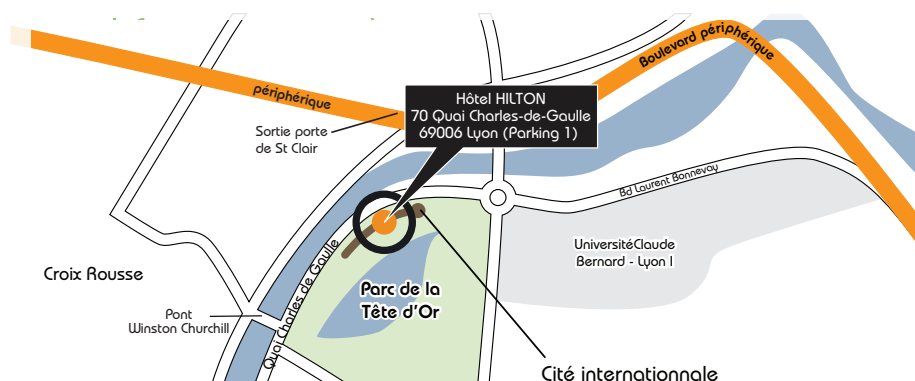 Boulevard périphérique
périphérique
Hôtel HILTON
70 Quai Charles-de-Gaulle
69006 Lyon (Parking 1)
Sortie porte
de St Clair
Bd Laurent Bonnevay
UniversitéClaude
Bernard - Lyon I
Croix Rousse
Quai Charles de Gaulle
Parc de la
Tête d'Or
Pont
Winston Churchill
Cité internationnale